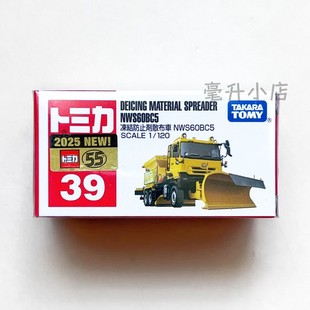 毫升小店
トミカ
DEICING MATERIAL SPREADER
NWS60BC5
凍結防止剤散布車 NWS60BC5
SCALE 1/120
TAKARA
TOMY
2025 NEW!
トミカ 55
39